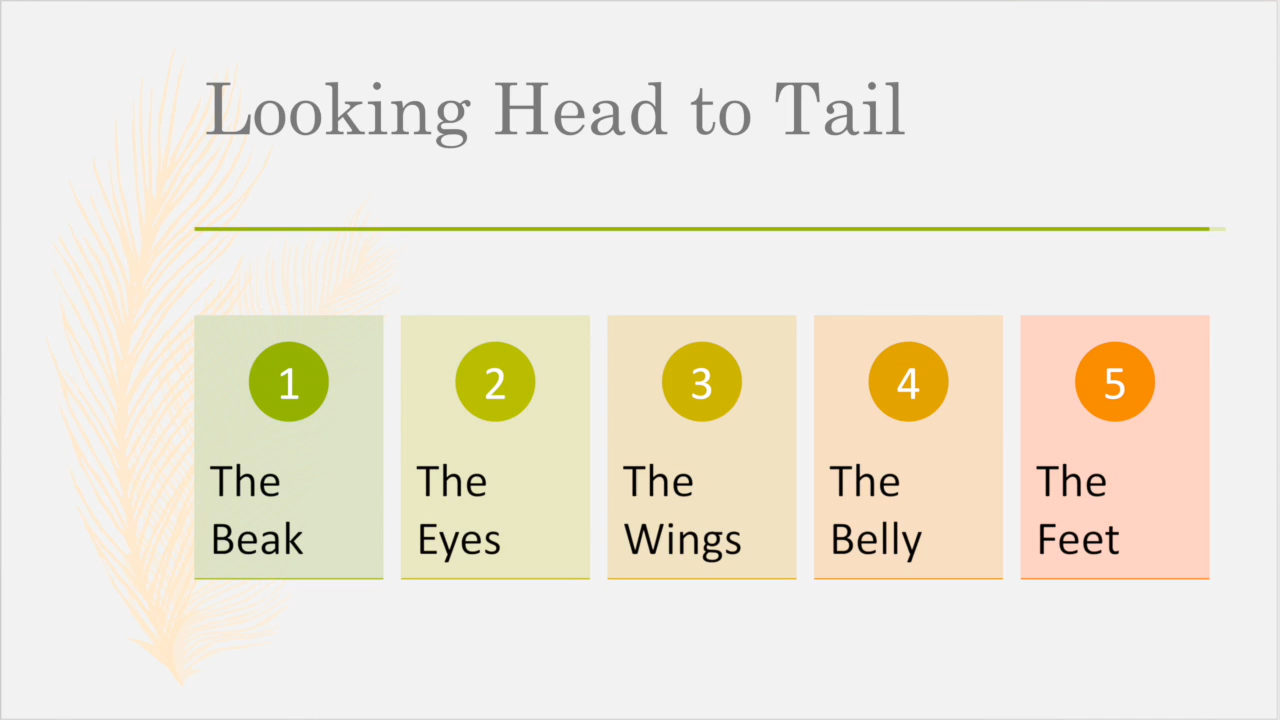 Looking Head to Tail
1
The
Beak
2
The
Eyes
3
The
Wings
4
The
Belly
5
The
Feet